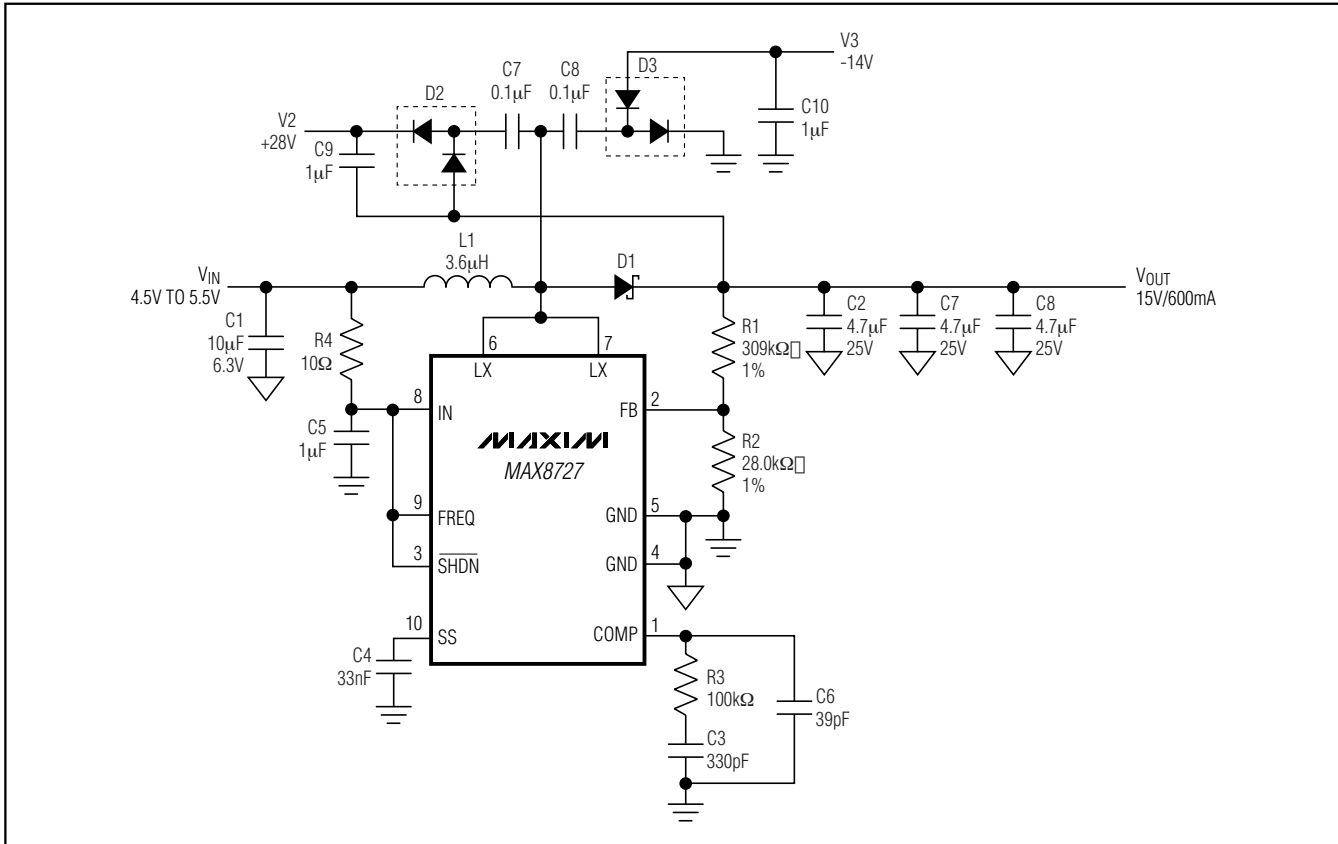 V3
-14V
D3
C7
0.1µF
C8
0.1µF
D2
C10
1µF
V2
+28V
C9
1µF
L1
3.6µH
D1
VIN
4.5V TO 5.5V
VOUT
15V/600mA
C1
10µF
6.3V
R4
10Ω
C2
4.7µF
25V
C7
4.7µF
25V
C8
4.7µF
25V
R1
309kΩ▯
1%
6
7
LX
LX
8
IN
2
FB
C5
1µF
MAXIM
MAX8727
R2
28.0kΩ▯
1%
9
FREQ
5
GND
3
SHDN
4
GND
10
SS
1
COMP
C4
33nF
R3
100kΩ
C6
39pF
C3
330pF